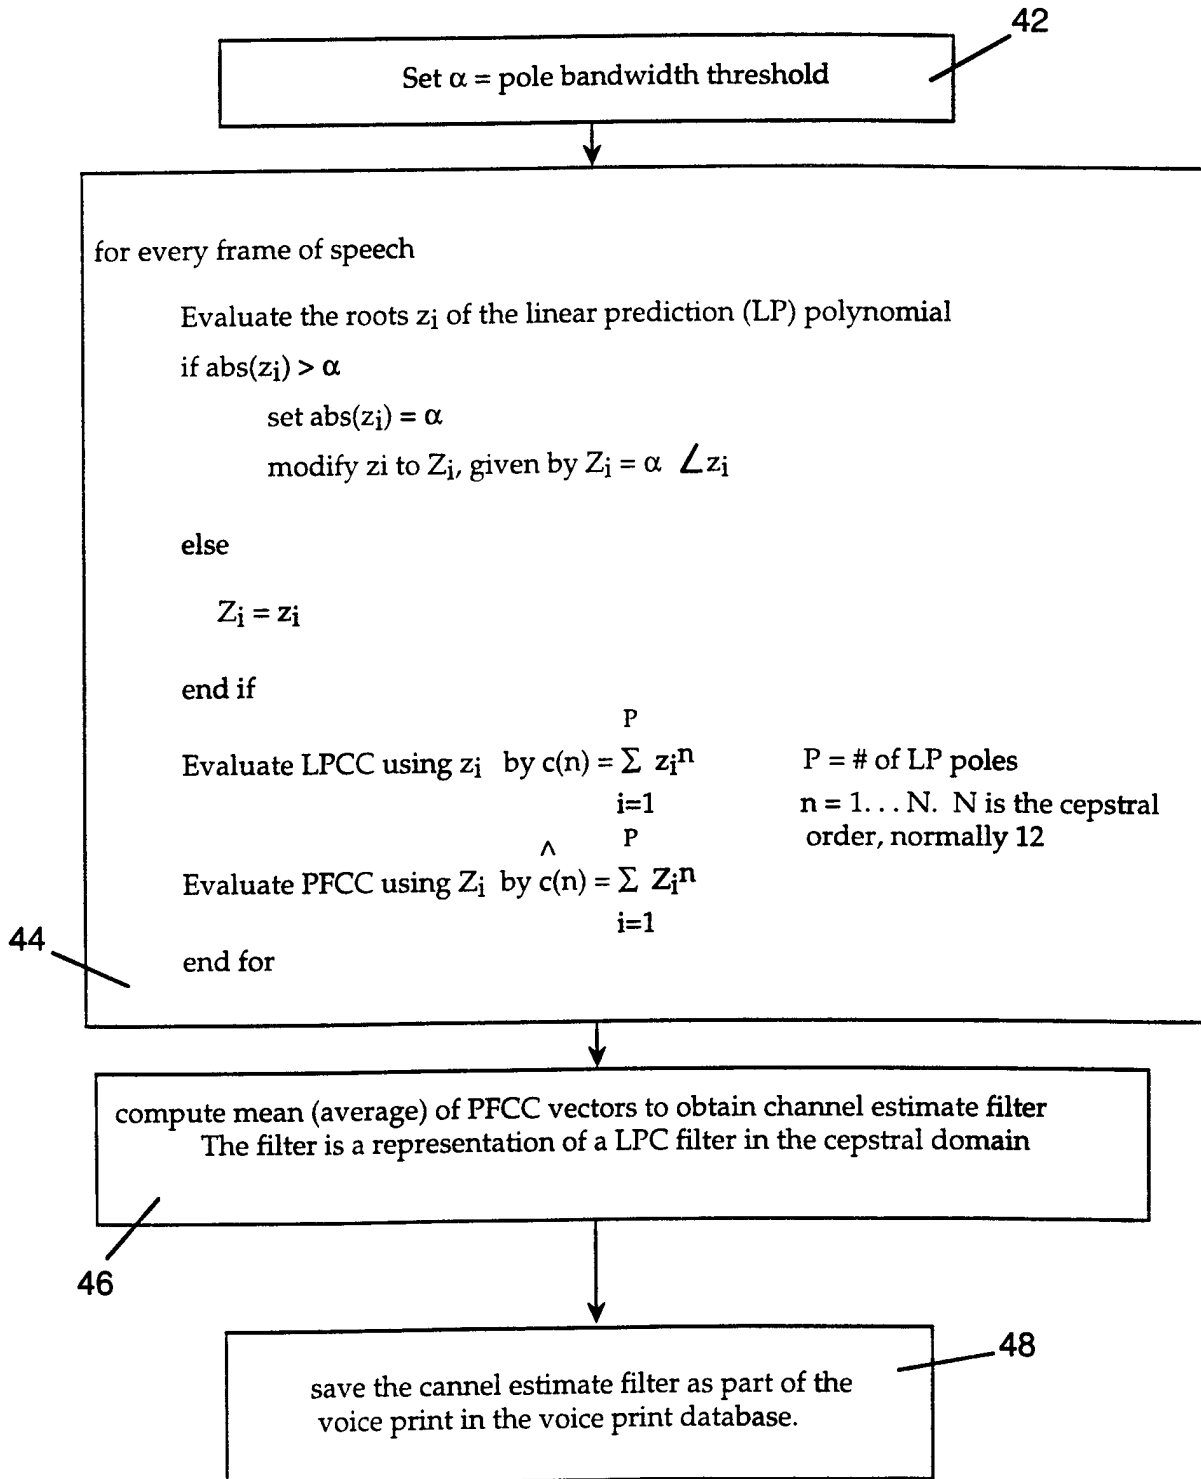 42
Set α = pole bandwidth threshold
for every frame of speech
Evaluate the roots zi of the linear prediction (LP) polynomial
if abs(zi) > α
set abs(zi) = α
modify zi to Zi, given by Zi = α ∠zi
else
Zi = zi
end if
P
Evaluate LPCC using zi by c(n) = Σ zi^n P = # of LP poles
i=1 n = 1. . . N. N is the cepstral
P order, normally 12
^
Evaluate PFCC using Zi by c(n) = Σ Zi^n
i=1
44
end for
compute mean (average) of PFCC vectors to obtain channel estimate filter
The filter is a representation of a LPC filter in the cepstral domain
46
48
save the cannel estimate filter as part of the
voice print in the voice print database.